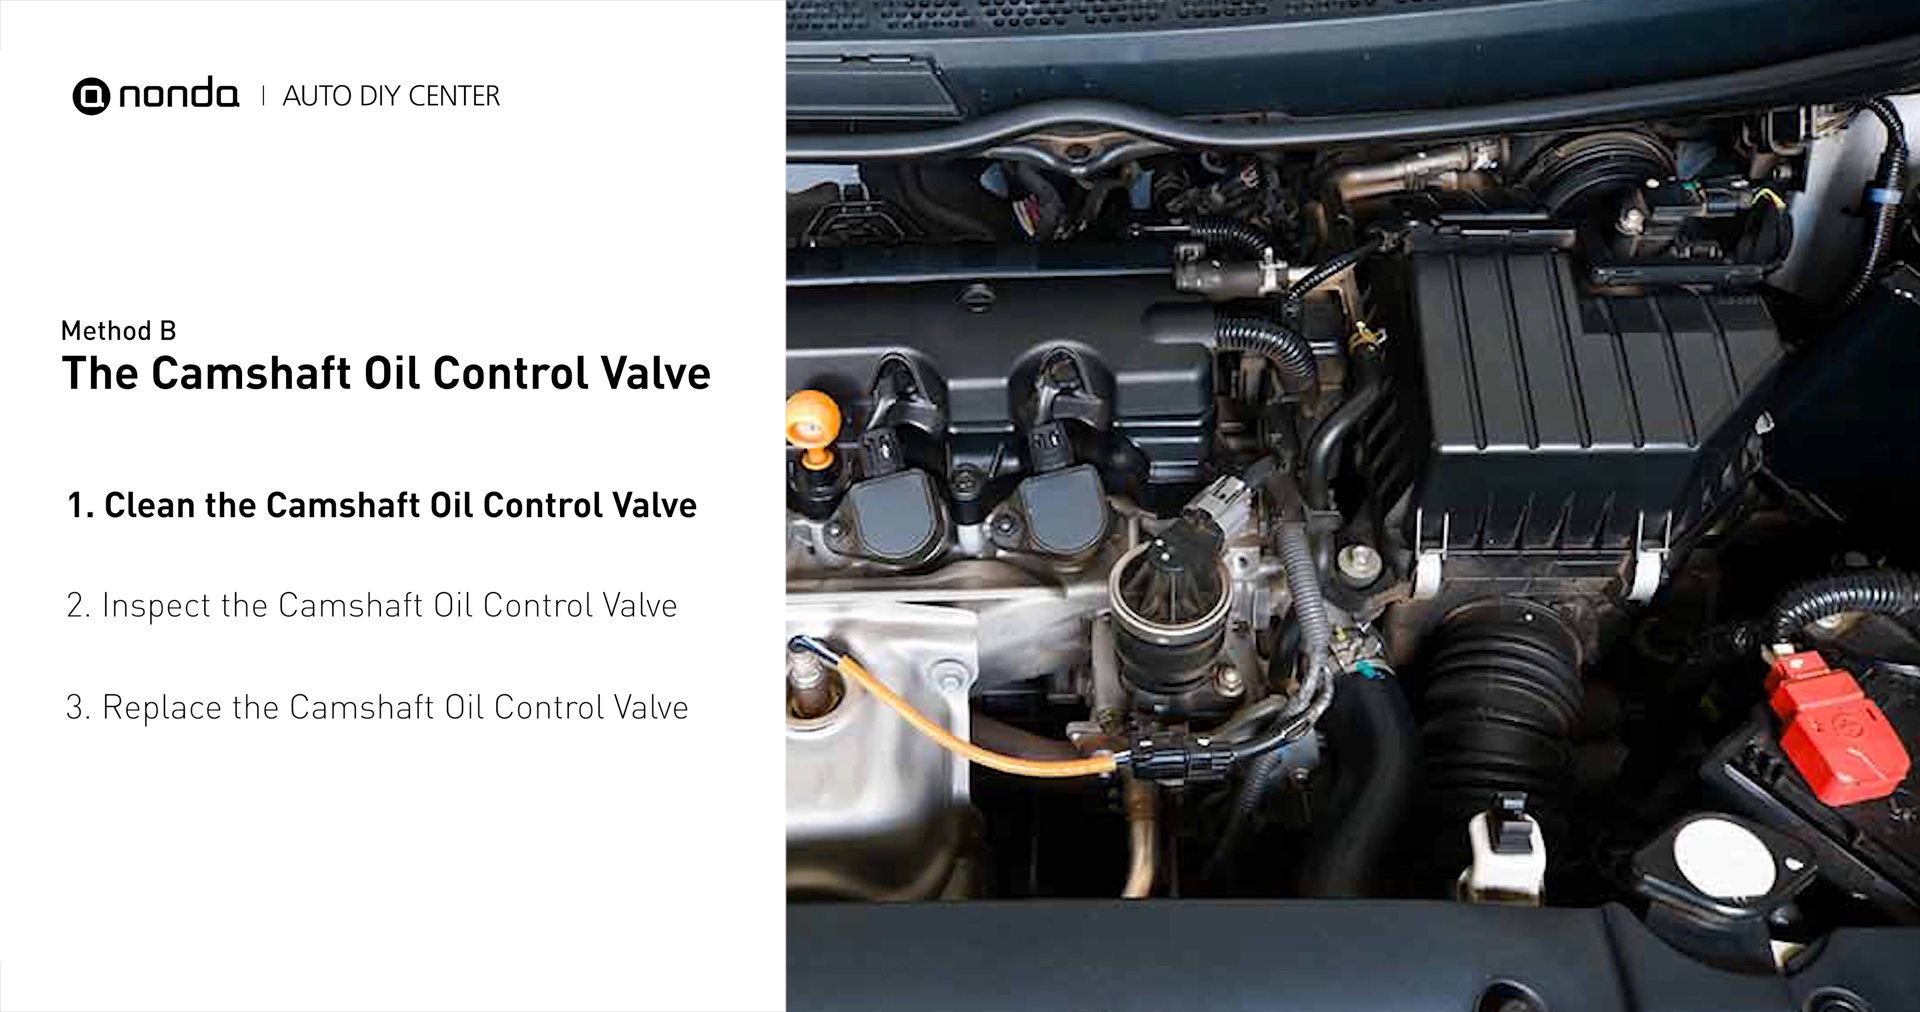 nonda | AUTO DIY CENTER
Method B
The Camshaft Oil Control Valve
1. Clean the Camshaft Oil Control Valve
2. Inspect the Camshaft Oil Control Valve
3. Replace the Camshaft Oil Control Valve